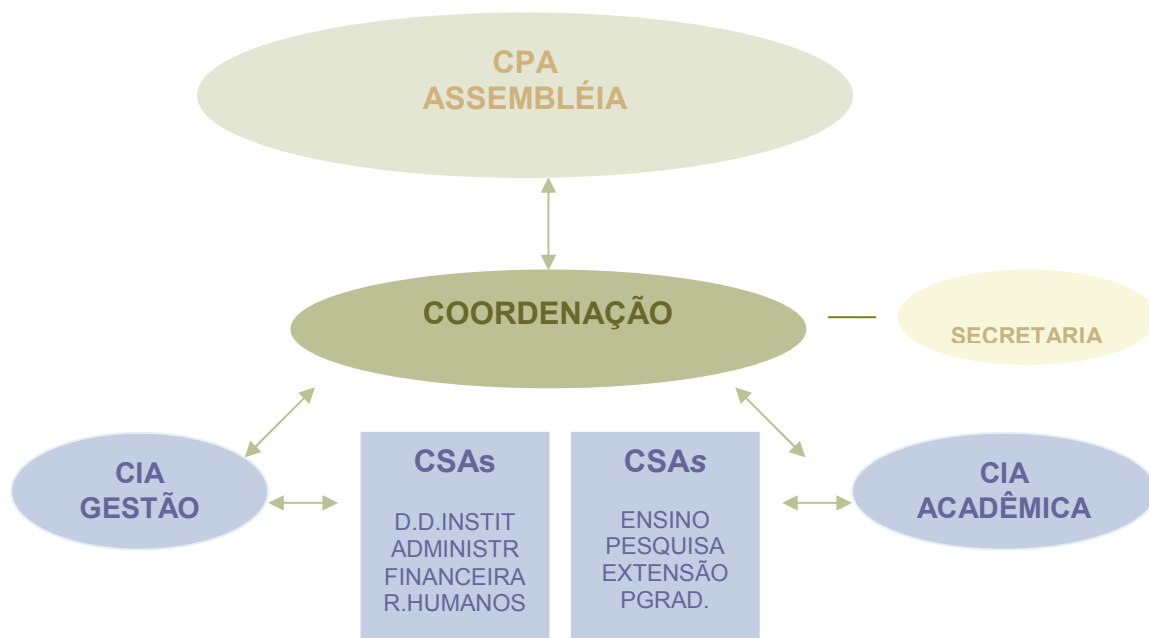 CPA
ASSEMBLÉIA
COORDENAÇÃO
SECRETARIA
CIA
GESTÃO
CSAs
D.D.INSTIT
ADMINISTR
FINANCEIRA
R.HUMANOS
CSAs
ENSINO
PESQUISA
EXTENSÃO
PGRAD.
CIA
ACADÊMICA